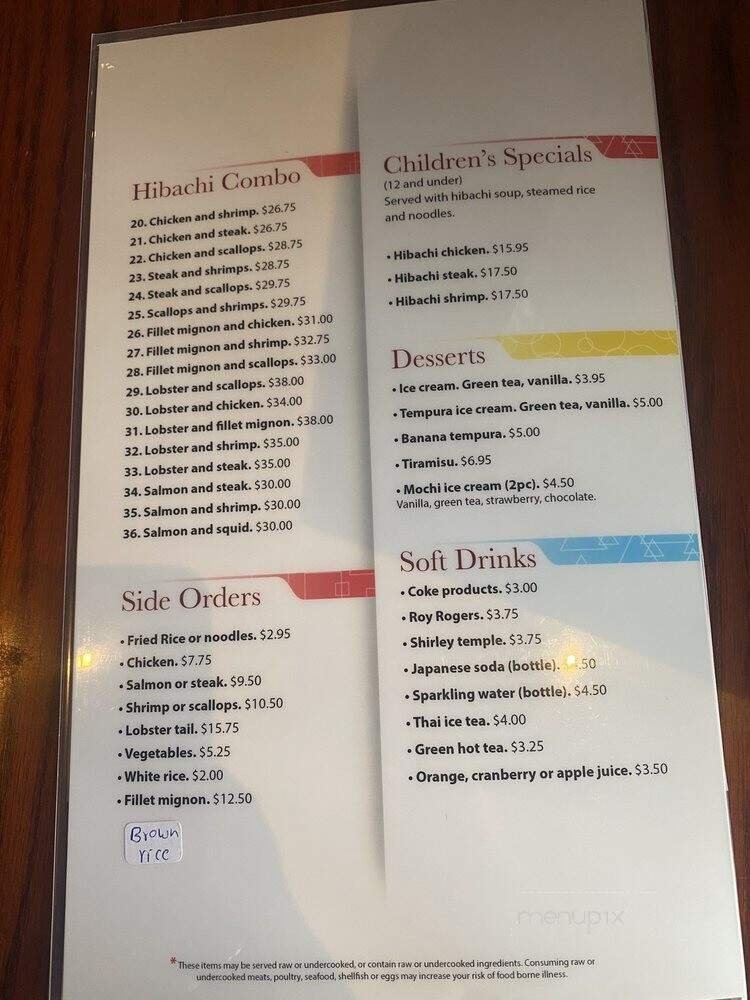 Hibachi Combo
20. Chicken and shrimp. $26.75
21. Chicken and steak. $26.75
22. Chicken and scallops. $28.75
23. Steak and shrimps. $28.75
24. Steak and scallops. $29.75
25. Scallops and shrimps. $29.75
26. Fillet mignon and chicken. $31.00
27. Fillet mignon and shrimp. $32.75
28. Fillet mignon and scallops. $33.00
29. Lobster and scallops. $38.00
30. Lobster and chicken. $34.00
31. Lobster and fillet mignon. $38.00
32. Lobster and shrimp. $35.00
33. Lobster and steak. $35.00
34. Salmon and steak. $30.00
35. Salmon and shrimp. $30.00
36. Salmon and squid. $30.00
Side Orders
• Fried Rice or noodles. $2.95
• Chicken. $7.75
• Salmon or steak. $9.50
• Shrimp or scallops. $10.50
• Lobster tail. $15.75
• Vegetables. $5.25
• White rice. $2.00
• Fillet mignon. $12.50
Brown
rice
Children's Specials
(12 and under)
Served with hibachi soup, steamed rice
and noodles.
• Hibachi chicken. $15.95
• Hibachi steak. $17.50
• Hibachi shrimp. $17.50
Desserts
• Ice cream. Green tea, vanilla. $3.95
• Tempura ice cream. Green tea, vanilla. $5.00
• Banana tempura. $5.00
• Tiramisu. $6.95
• Mochi ice cream (2pc). $4.50
Vanilla, green tea, strawberry, chocolate.
Soft Drinks
• Coke products. $3.00
• Roy Rogers. $3.75
• Shirley temple. $3.75
• Japanese soda (bottle).
• Sparkling water (bottle). $4.50
• Thai ice tea. $4.00
• Green hot tea. $3.25
• Orange, cranberry or apple juice. $3.50
menupix
* These items may be served raw or undercooked, or contain raw or undercooked ingredients. Consuming raw or
undercooked meats, poultry, seafood, shellfish or eggs may increase your risk of food borne illness.